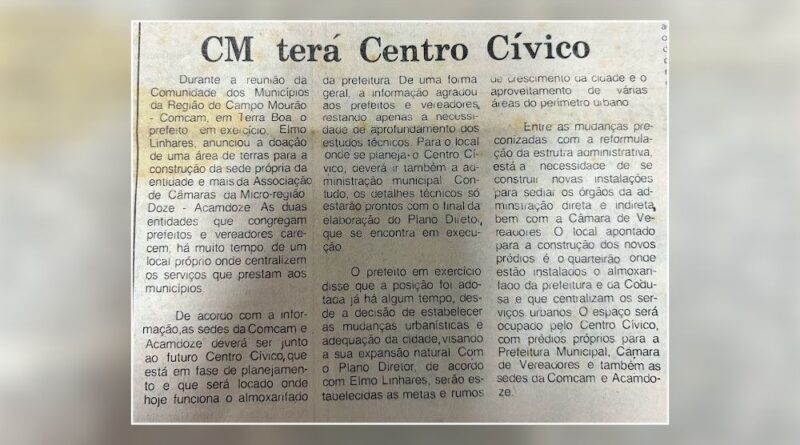 CM terá Centro Cívico
Durante a reunião da
Comunidade dos Municípios
da Região de Campo Mourão
- Comcam, em Terra Boa, o
prefeito em exercício, Elmo
Linhares, anunciou a doação
de uma área de terras para a
construção da sede própria da
entidade e mais da Associação
de Câmaras da Micro-região
Doze - Acamdoze. As duas
entidades que congregam
prefeitos e vereadores care-
cem, há muito tempo, de um
local próprio onde centralizem
os serviços que prestam aos
municípios.
De acordo com a infor-
mação, as sedes da Comcam e
Acamdoze deverá ser junto
ao futuro Centro Cívico, que
está em fase de planejamen-
to e que será locado onde
hoje funciona o almoxarifado
da prefeitura. De uma forma
geral, a informação agradou
aos prefeitos e vereadores,
restando apenas a necessi-
dade de aprofundamento dos
estudos técnicos. Para o local
onde se planeja o Centro Cí-
vico, deverá ir também a ad-
ministração municipal. Con-
tudo, os detalhes técnicos só
estarão prontos com o final da
elaboração do Plano Diretor,
que se encontra em execu-
ção.
O prefeito em exercício
disse que a posição foi ado-
tada já há algum tempo, des-
de a decisão de estabelecer
as mudanças urbanísticas e
adequação da cidade, visando
a sua expansão natural. Com
o Plano Diretor, de acordo
com Elmo Linhares, serão es-
tabelecidas as metas e rumos
de crescimento da cidade e o
aproveitamento de várias
áreas do perímetro urbano.
Entre as mudanças pre-
conizadas com a reformula-
ção da estrutra administrativa,
está a necessidade de se
construir novas instalações
para sediar os órgãos da ad-
minstração direta e indireta,
bem com a Câmara de Ve-
readores. O local apontado
para a construção dos novos
prédios é o quarteirão onde
estão instalados o almoxari-
fado da prefeitura e da Codu-
sa e que centralizam os ser-
viços urbanos. O espaço será
ocupado pelo Centro Cívico,
com prédios próprios para a
Prefeitura Municipal, Câmara
de Vereadores e também as
sedes da Comcam e Acamdo-
ze.